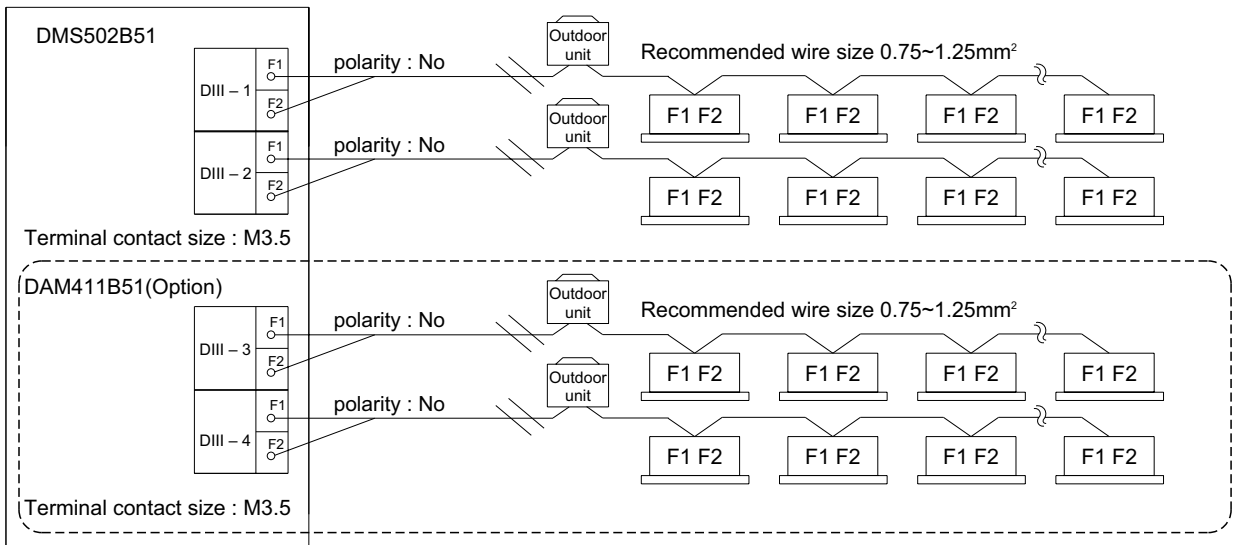 DMS502B51
DIII – 1
F1
F2
polarity : No
Outdoor
unit
Recommended wire size 0.75~1.25mm²
F1 F2
F1 F2
F1 F2
F1 F2
DIII – 2
F1
F2
polarity : No
Outdoor
unit
F1 F2
F1 F2
F1 F2
F1 F2
Terminal contact size : M3.5
DAM411B51(Option)
DIII – 3
F1
F2
polarity : No
Outdoor
unit
Recommended wire size 0.75~1.25mm²
F1 F2
F1 F2
F1 F2
F1 F2
DIII – 4
F1
F2
polarity : No
Outdoor
unit
F1 F2
F1 F2
F1 F2
F1 F2
Terminal contact size : M3.5